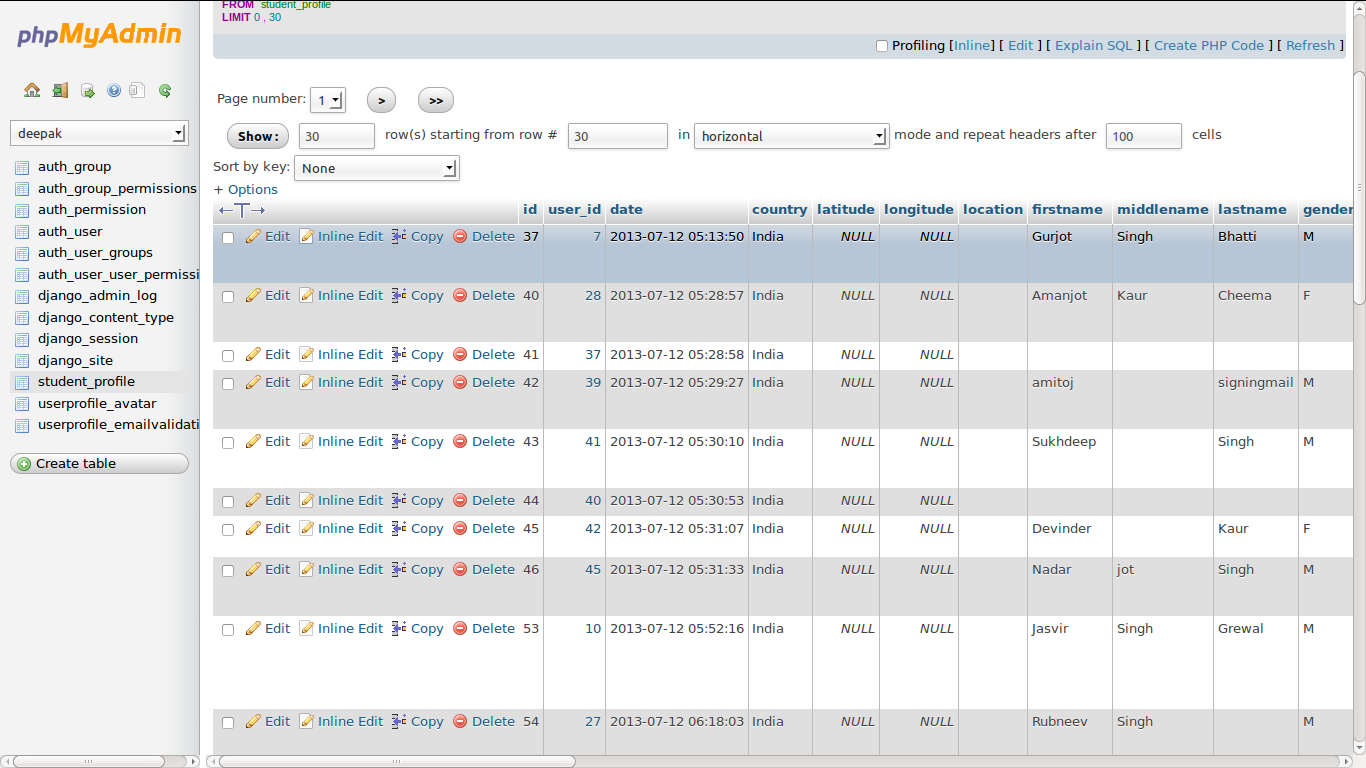 FROM student_profile
LIMIT 0 , 30
phpMyAdmin
Profiling [Inline] [ Edit ] [ Explain SQL ] [ Create PHP Code ] [ Refresh ]
Page number: 1 > >>
deepak
Show : 30 row(s) starting from row # 30 in horizontal mode and repeat headers after 100 cells
Sort by key: None
+ Options
auth_group
auth_group_permissions
auth_permission
auth_user
auth_user_groups
auth_user_user_permissi
django_admin_log
django_content_type
django_session
django_site
student_profile
userprofile_avatar
userprofile_emailvalidati
Create table
←T→ id user_id date country latitude longitude location firstname middlename lastname gender
Edit Inline Edit Copy Delete 37 7 2013-07-12 05:13:50 India NULL NULL Gurjot Singh Bhatti M
Edit Inline Edit Copy Delete 40 28 2013-07-12 05:28:57 India NULL NULL Amanjot Kaur Cheema F
Edit Inline Edit Copy Delete 41 37 2013-07-12 05:28:58 India NULL NULL
Edit Inline Edit Copy Delete 42 39 2013-07-12 05:29:27 India NULL NULL amitoj signingmail M
Edit Inline Edit Copy Delete 43 41 2013-07-12 05:30:10 India NULL NULL Sukhdeep Singh M
Edit Inline Edit Copy Delete 44 40 2013-07-12 05:30:53 India NULL NULL
Edit Inline Edit Copy Delete 45 42 2013-07-12 05:31:07 India NULL NULL Devinder Kaur F
Edit Inline Edit Copy Delete 46 45 2013-07-12 05:31:33 India NULL NULL Nadar jot Singh M
Edit Inline Edit Copy Delete 53 10 2013-07-12 05:52:16 India NULL NULL Jasvir Singh Grewal M
Edit Inline Edit Copy Delete 54 27 2013-07-12 06:18:03 India NULL NULL Rubneev Singh M